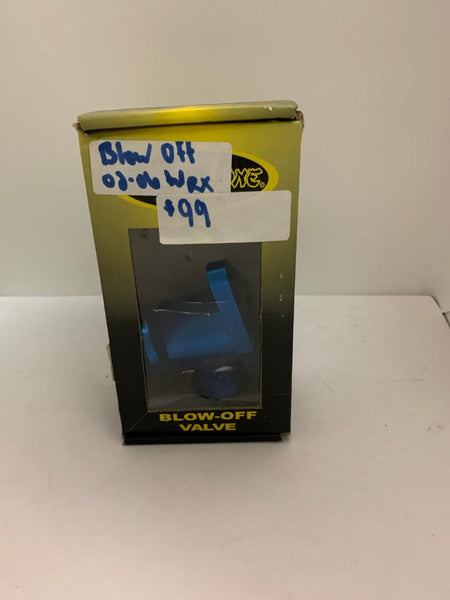 Blow Off
02-06 WRX
$99
BLOW-OFF
VALVE